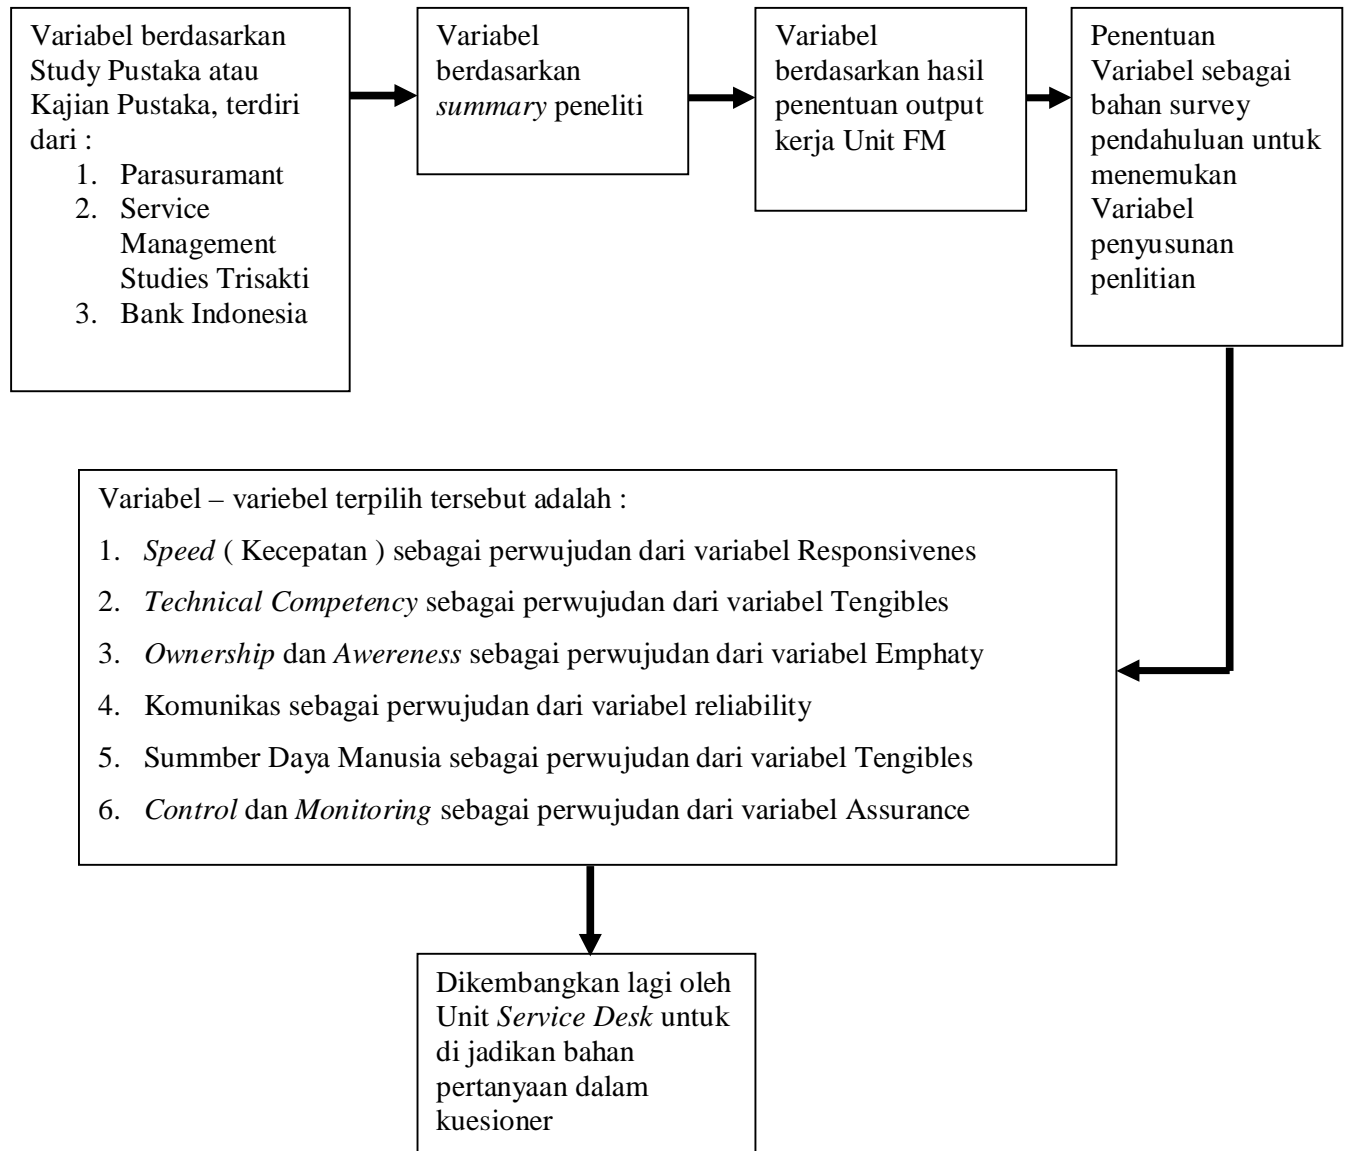 Variabel berdasarkan
Study Pustaka atau
Kajian Pustaka, terdiri
dari :
1. Parasuramant
2. Service
Management
Studies Trisakti
3. Bank Indonesia
Variabel
berdasarkan
summary peneliti
Variabel
berdasarkan hasil
penentuan output
kerja Unit FM
Penentuan
Variabel sebagai
bahan survey
pendahuluan untuk
menemukan
Variabel
penyusunan
penlitian
Variabel – variebel terpilih tersebut adalah :
1. Speed ( Kecepatan ) sebagai perwujudan dari variabel Responsivenes
2. Technical Competency sebagai perwujudan dari variabel Tengibles
3. Ownership dan Awereness sebagai perwujudan dari variabel Emphaty
4. Komunikas sebagai perwujudan dari variabel reliability
5. Summber Daya Manusia sebagai perwujudan dari variabel Tengibles
6. Control dan Monitoring sebagai perwujudan dari variabel Assurance
Dikembangkan lagi oleh
Unit Service Desk untuk
di jadikan bahan
pertanyaan dalam
kuesioner